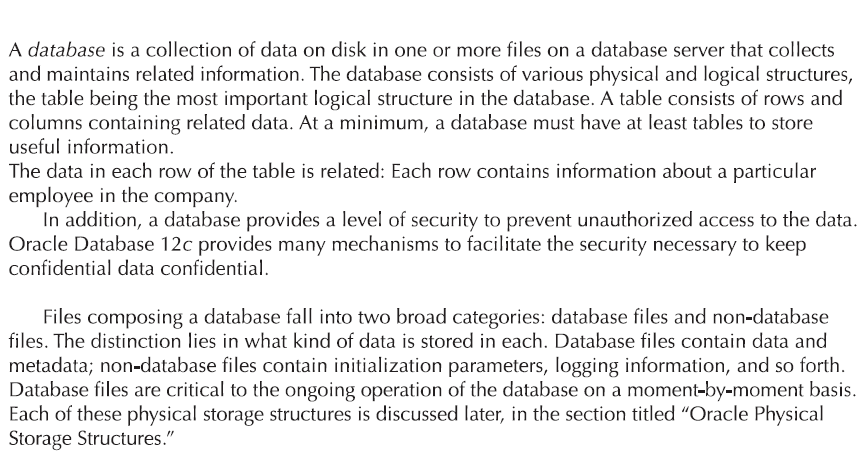 A database is a collection of data on disk in one or more files on a database server that collects
and maintains related information. The database consists of various physical and logical structures,
the table being the most important logical structure in the database. A table consists of rows and
columns containing related data. At a minimum, a database must have at least tables to store
useful information.
The data in each row of the table is related: Each row contains information about a particular
employee in the company.
In addition, a database provides a level of security to prevent unauthorized access to the data.
Oracle Database 12c provides many mechanisms to facilitate the security necessary to keep
confidential data confidential.
Files composing a database fall into two broad categories: database files and non-database
files. The distinction lies in what kind of data is stored in each. Database files contain data and
metadata; non-database files contain initialization parameters, logging information, and so forth.
Database files are critical to the ongoing operation of the database on a moment-by-moment basis.
Each of these physical storage structures is discussed later, in the section titled “Oracle Physical
Storage Structures.”